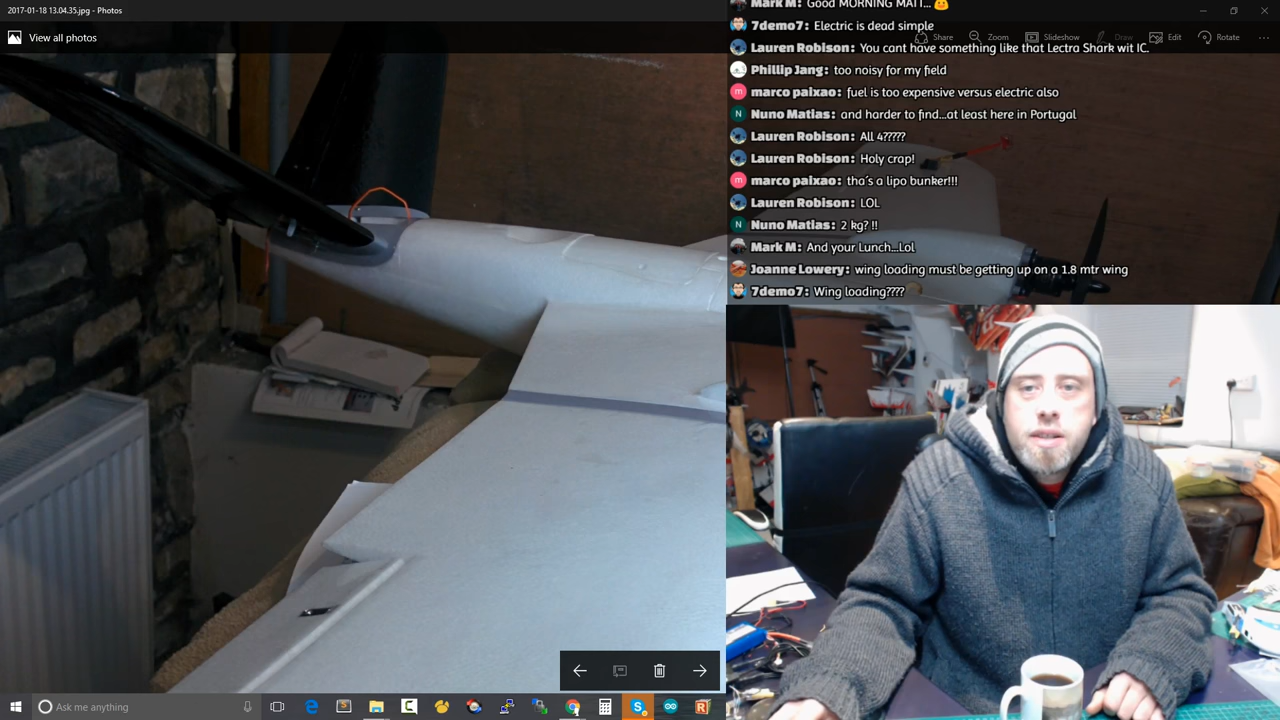 2017-01-18 13.04.35.jpg - Photos
View all photos
Share
Zoom
Slideshow
Draw
Edit
Rotate
Mark M: Good MORNING MATT...
7demo7: Electric is dead simple
Lauren Robison: You cant have something like that Lectra Shark wit IC.
Phillip Jang: too noisy for my field
marco paixao: fuel is too expensive versus electric also
Nuno Matias: and harder to find...at least here in Portugal
Lauren Robison: All 4?????
Lauren Robison: Holy crap!
marco paixao: tha´s a lipo bunker!!!
Lauren Robison: LOL
Nuno Matias: 2 kg? !!
Mark M: And your Lunch...Lol
Joanne Lowery: wing loading must be getting up on a 1.8 mtr wing
7demo7: Wing loading????
Ask me anything